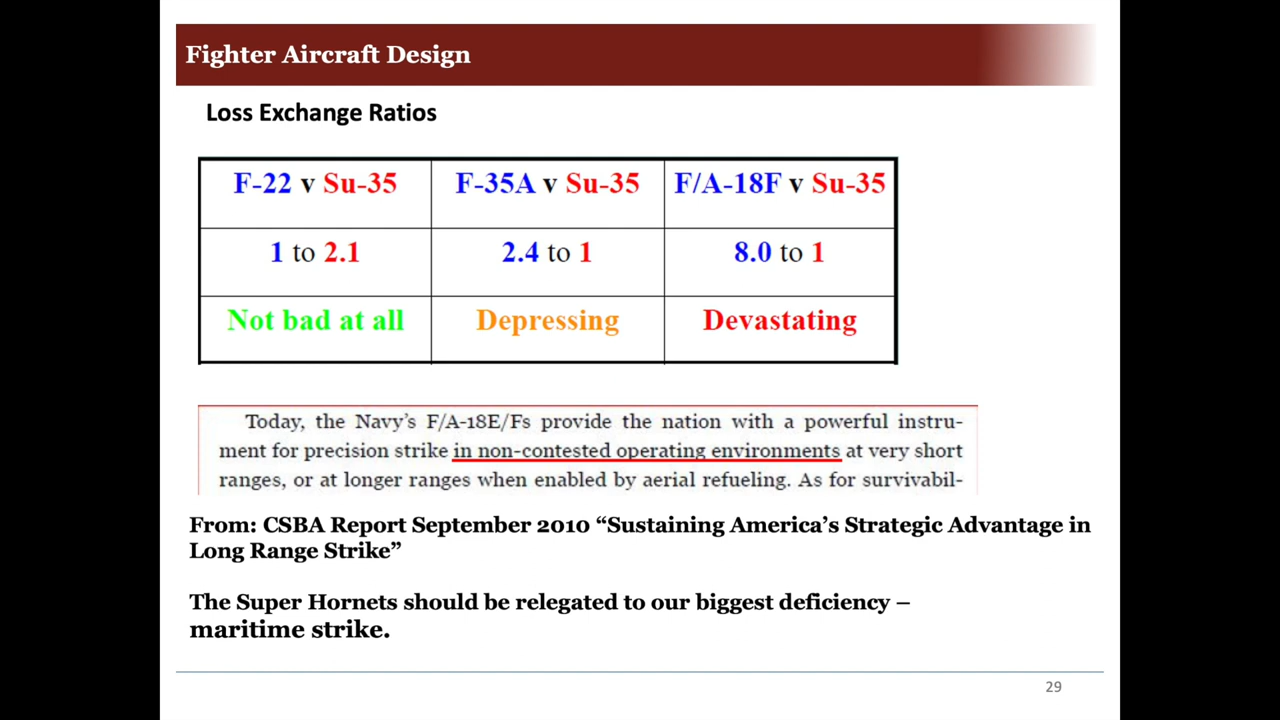 Fighter Aircraft Design
Loss Exchange Ratios
F-22 v Su-35 F-35A v Su-35 F/A-18F v Su-35
1 to 2.1 2.4 to 1 8.0 to 1
Not bad at all Depressing Devastating
Today, the Navy's F/A-18E/Fs provide the nation with a powerful instru-
ment for precision strike in non-contested operating environments at very short
ranges, or at longer ranges when enabled by aerial refueling. As for survivabil-
From: CSBA Report September 2010 “Sustaining America’s Strategic Advantage in
Long Range Strike”
The Super Hornets should be relegated to our biggest deficiency –
maritime strike.
29